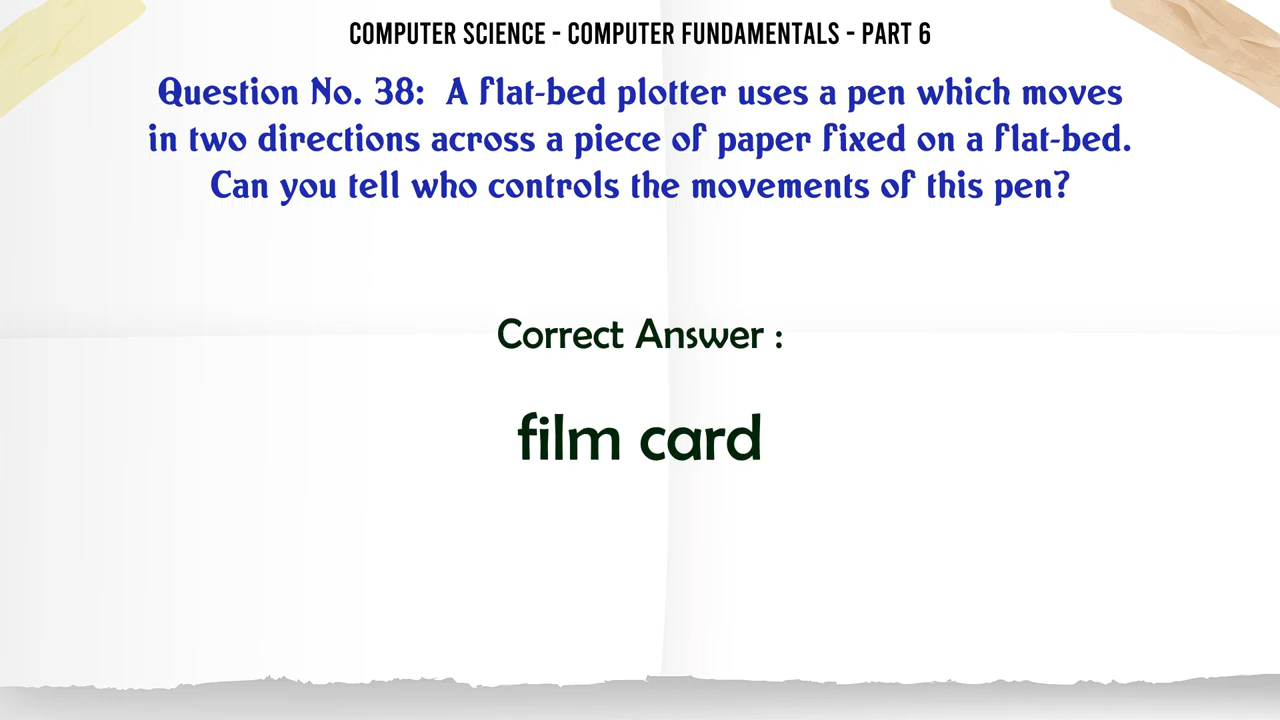 COMPUTER SCIENCE - COMPUTER FUNDAMENTALS - PART 6
Question No. 38: A flat-bed plotter uses a pen which moves
in two directions across a piece of paper fixed on a flat-bed.
Can you tell who controls the movements of this pen?
Correct Answer :
film card